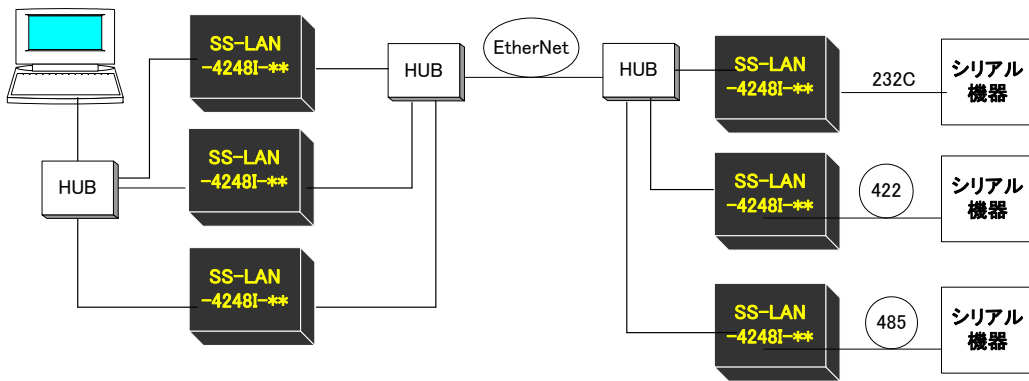 SS-LAN
-4248I-**
HUB
EtherNet
HUB
SS-LAN
-4248I-**
232C
シリアル
機器
SS-LAN
-4248I-**
HUB
SS-LAN
-4248I-**
422
シリアル
機器
SS-LAN
-4248I-**
SS-LAN
-4248I-**
485
シリアル
機器